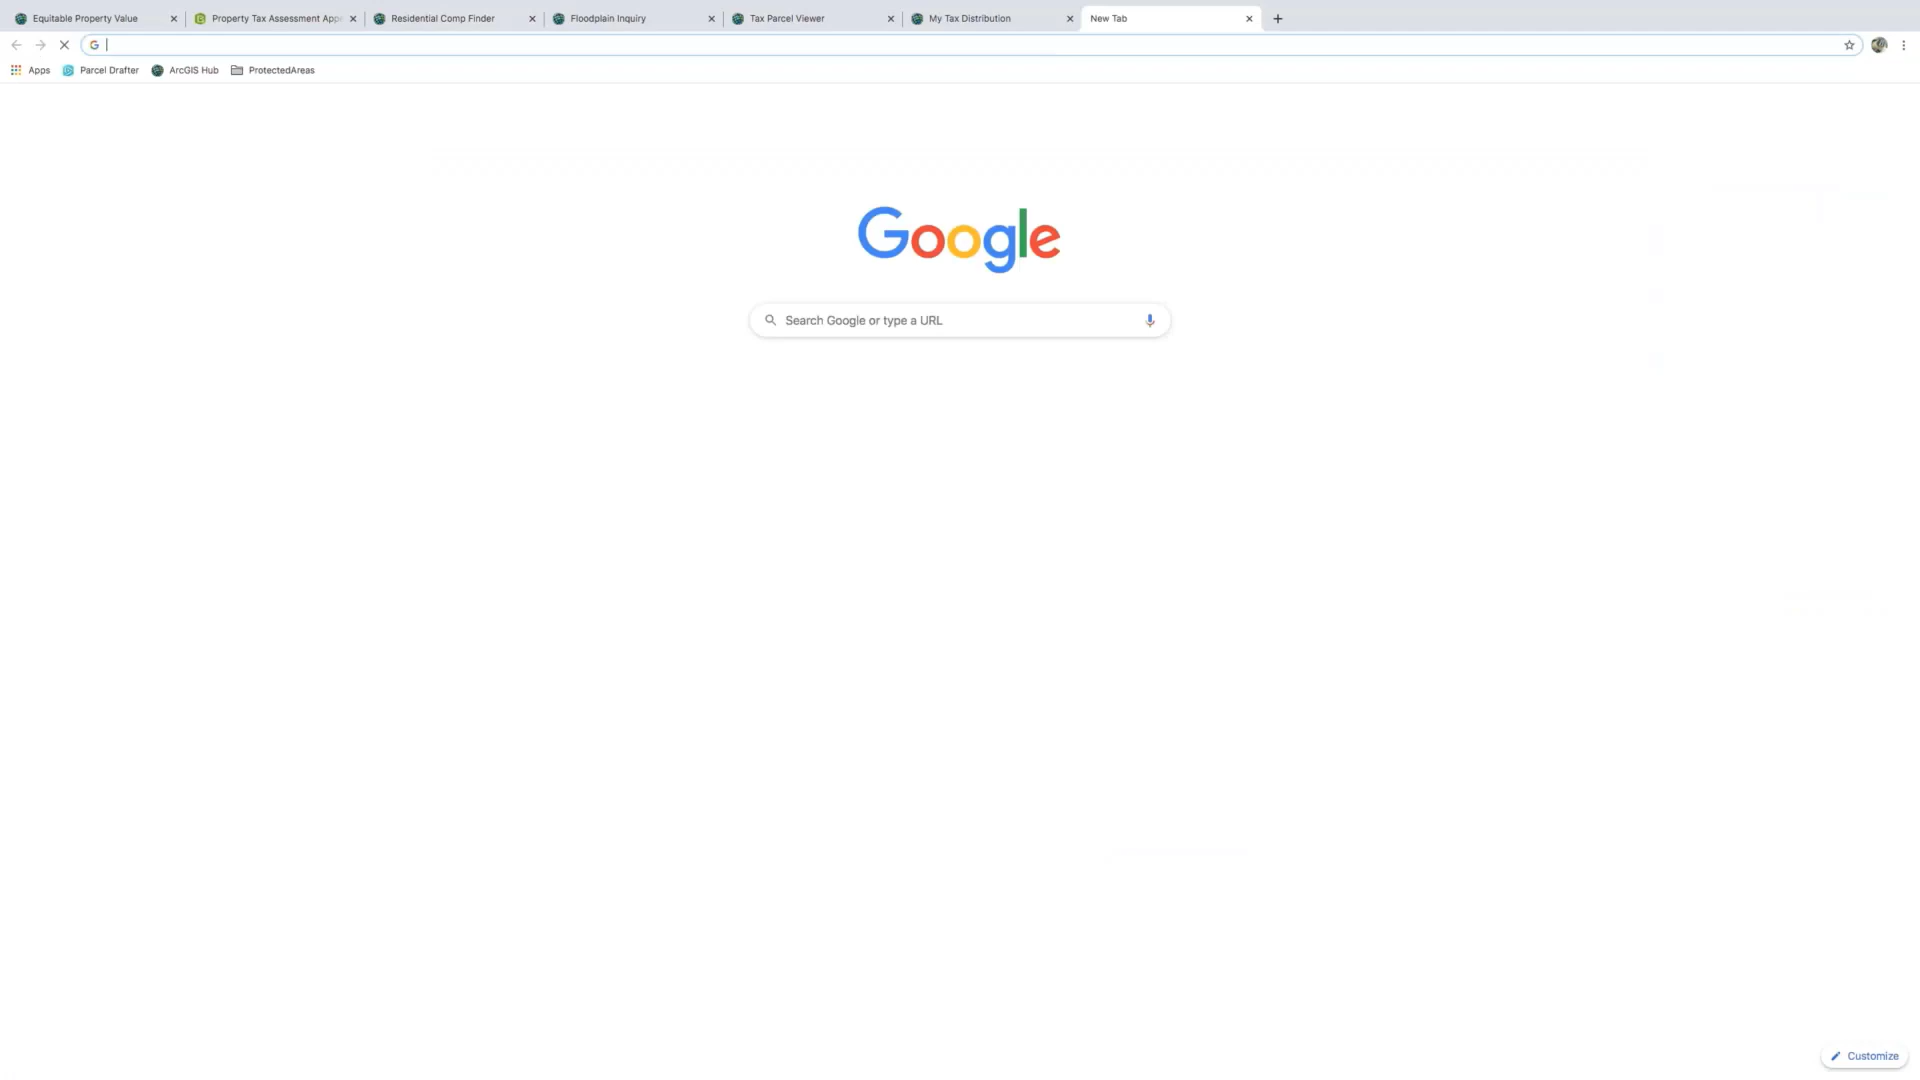 Equitable Property Value
Property Tax Assessment Appe
Residential Comp Finder
Floodplain Inquiry
Tax Parcel Viewer
My Tax Distribution
New Tab
Apps
Parcel Drafter
ArcGIS Hub
ProtectedAreas
Google
Search Google or type a URL
Customize